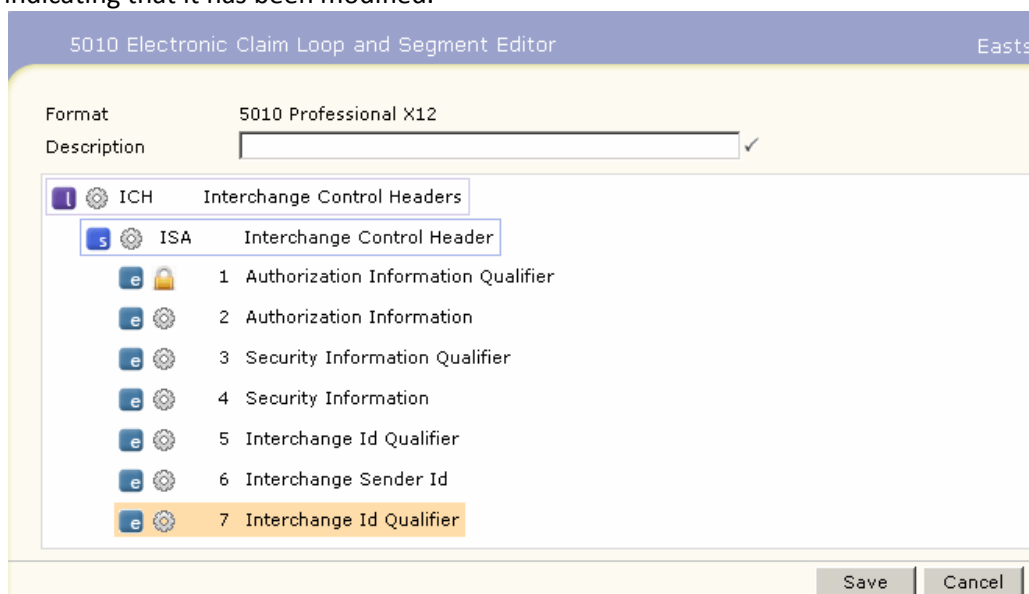 indicating that it has been modified.
5010 Electronic Claim Loop and Segment Editor Easts
Format 5010 Professional X12
Description
l ICH Interchange Control Headers
s ISA Interchange Control Header
e 1 Authorization Information Qualifier
e 2 Authorization Information
e 3 Security Information Qualifier
e 4 Security Information
e 5 Interchange Id Qualifier
e 6 Interchange Sender Id
e 7 Interchange Id Qualifier
Save Cancel